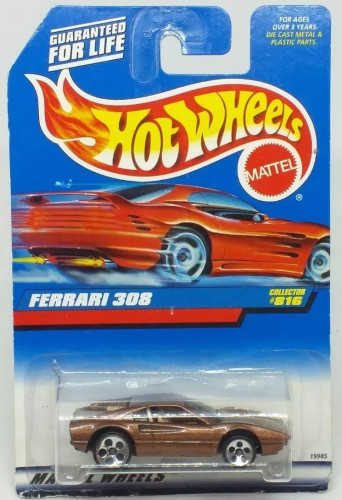 GUARANTEED
FOR LIFE
FOR AGES
OVER 3 YEARS.
DIE CAST METAL &
PLASTIC PARTS.
HOT WHEELS
MATTEL
®
FERRARI 308
COLLECTOR
#816
19985
WHEELS